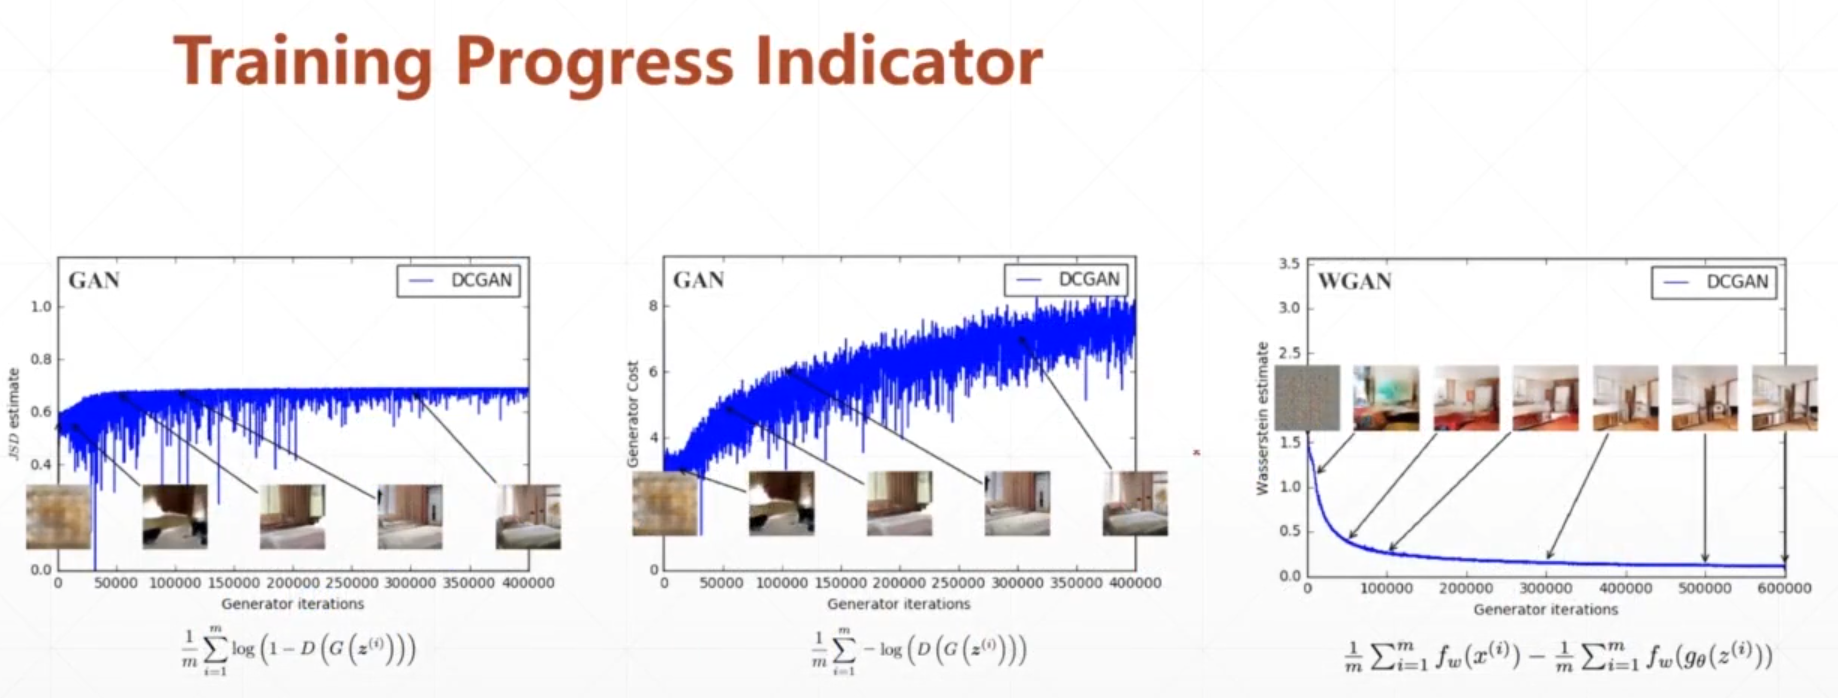 Training Progress Indicator
GAN
DCGAN
JSD estimate
1.0
0.8
0.6
0.4
0.0
0 50000 100000 150000 200000 250000 300000 350000 400000
Generator iterations
\frac{1}{m} \sum_{i=1}^{m} \log \left(1 - D\left(G\left(z^{(i)}\right)\right)\right)
GAN
DCGAN
Generator Cost
8
6
4
0
50000 100000 150000 200000 250000 300000 350000 400000
Generator iterations
\frac{1}{m} \sum_{i=1}^{m} -\log \left(D\left(G\left(z^{(i)}\right)\right)\right)
WGAN
DCGAN
Wasserstein estimate
3.5
3.0
2.5
1.5
1.0
0.5
0.0
0 100000 200000 300000 400000 500000 600000
Generator iterations
\frac{1}{m} \sum_{i=1}^{m} f_w(x^{(i)}) - \frac{1}{m} \sum_{i=1}^{m} f_w(g_\theta(z^{(i)}))